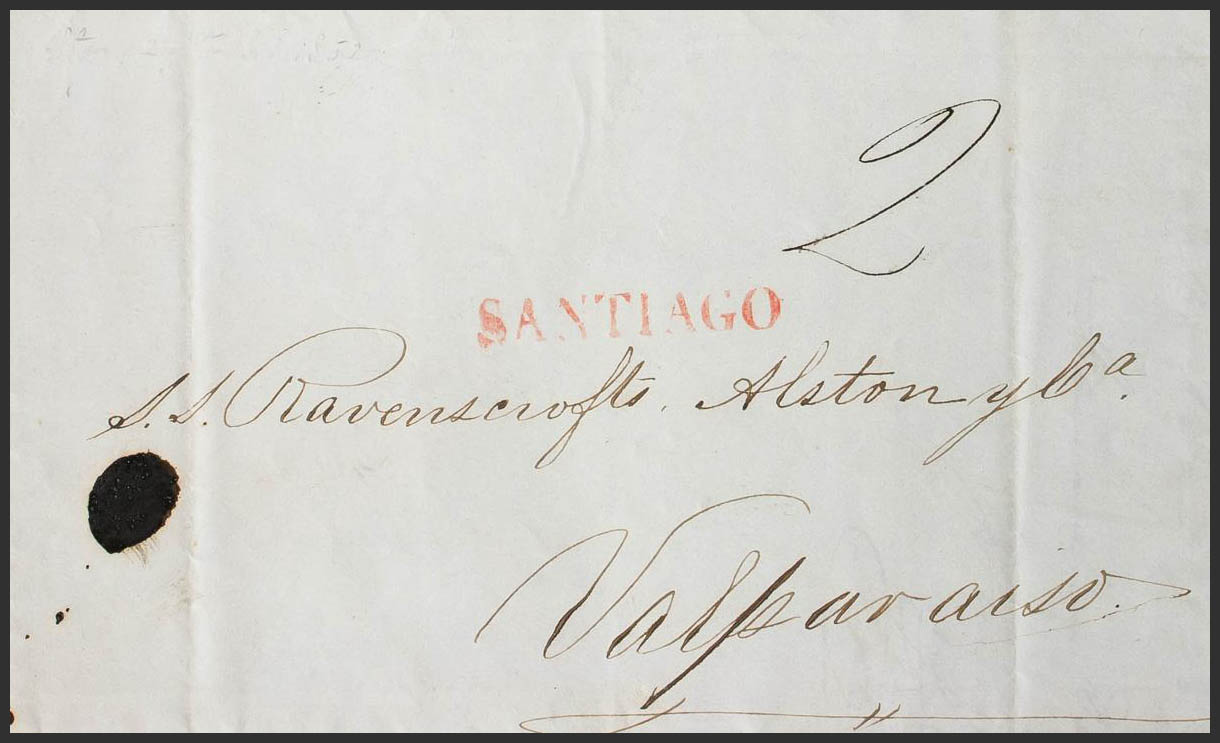 2
SANTIAGO
S.S. Ravenscrofts, Alston y Ca.
Valparaiso.